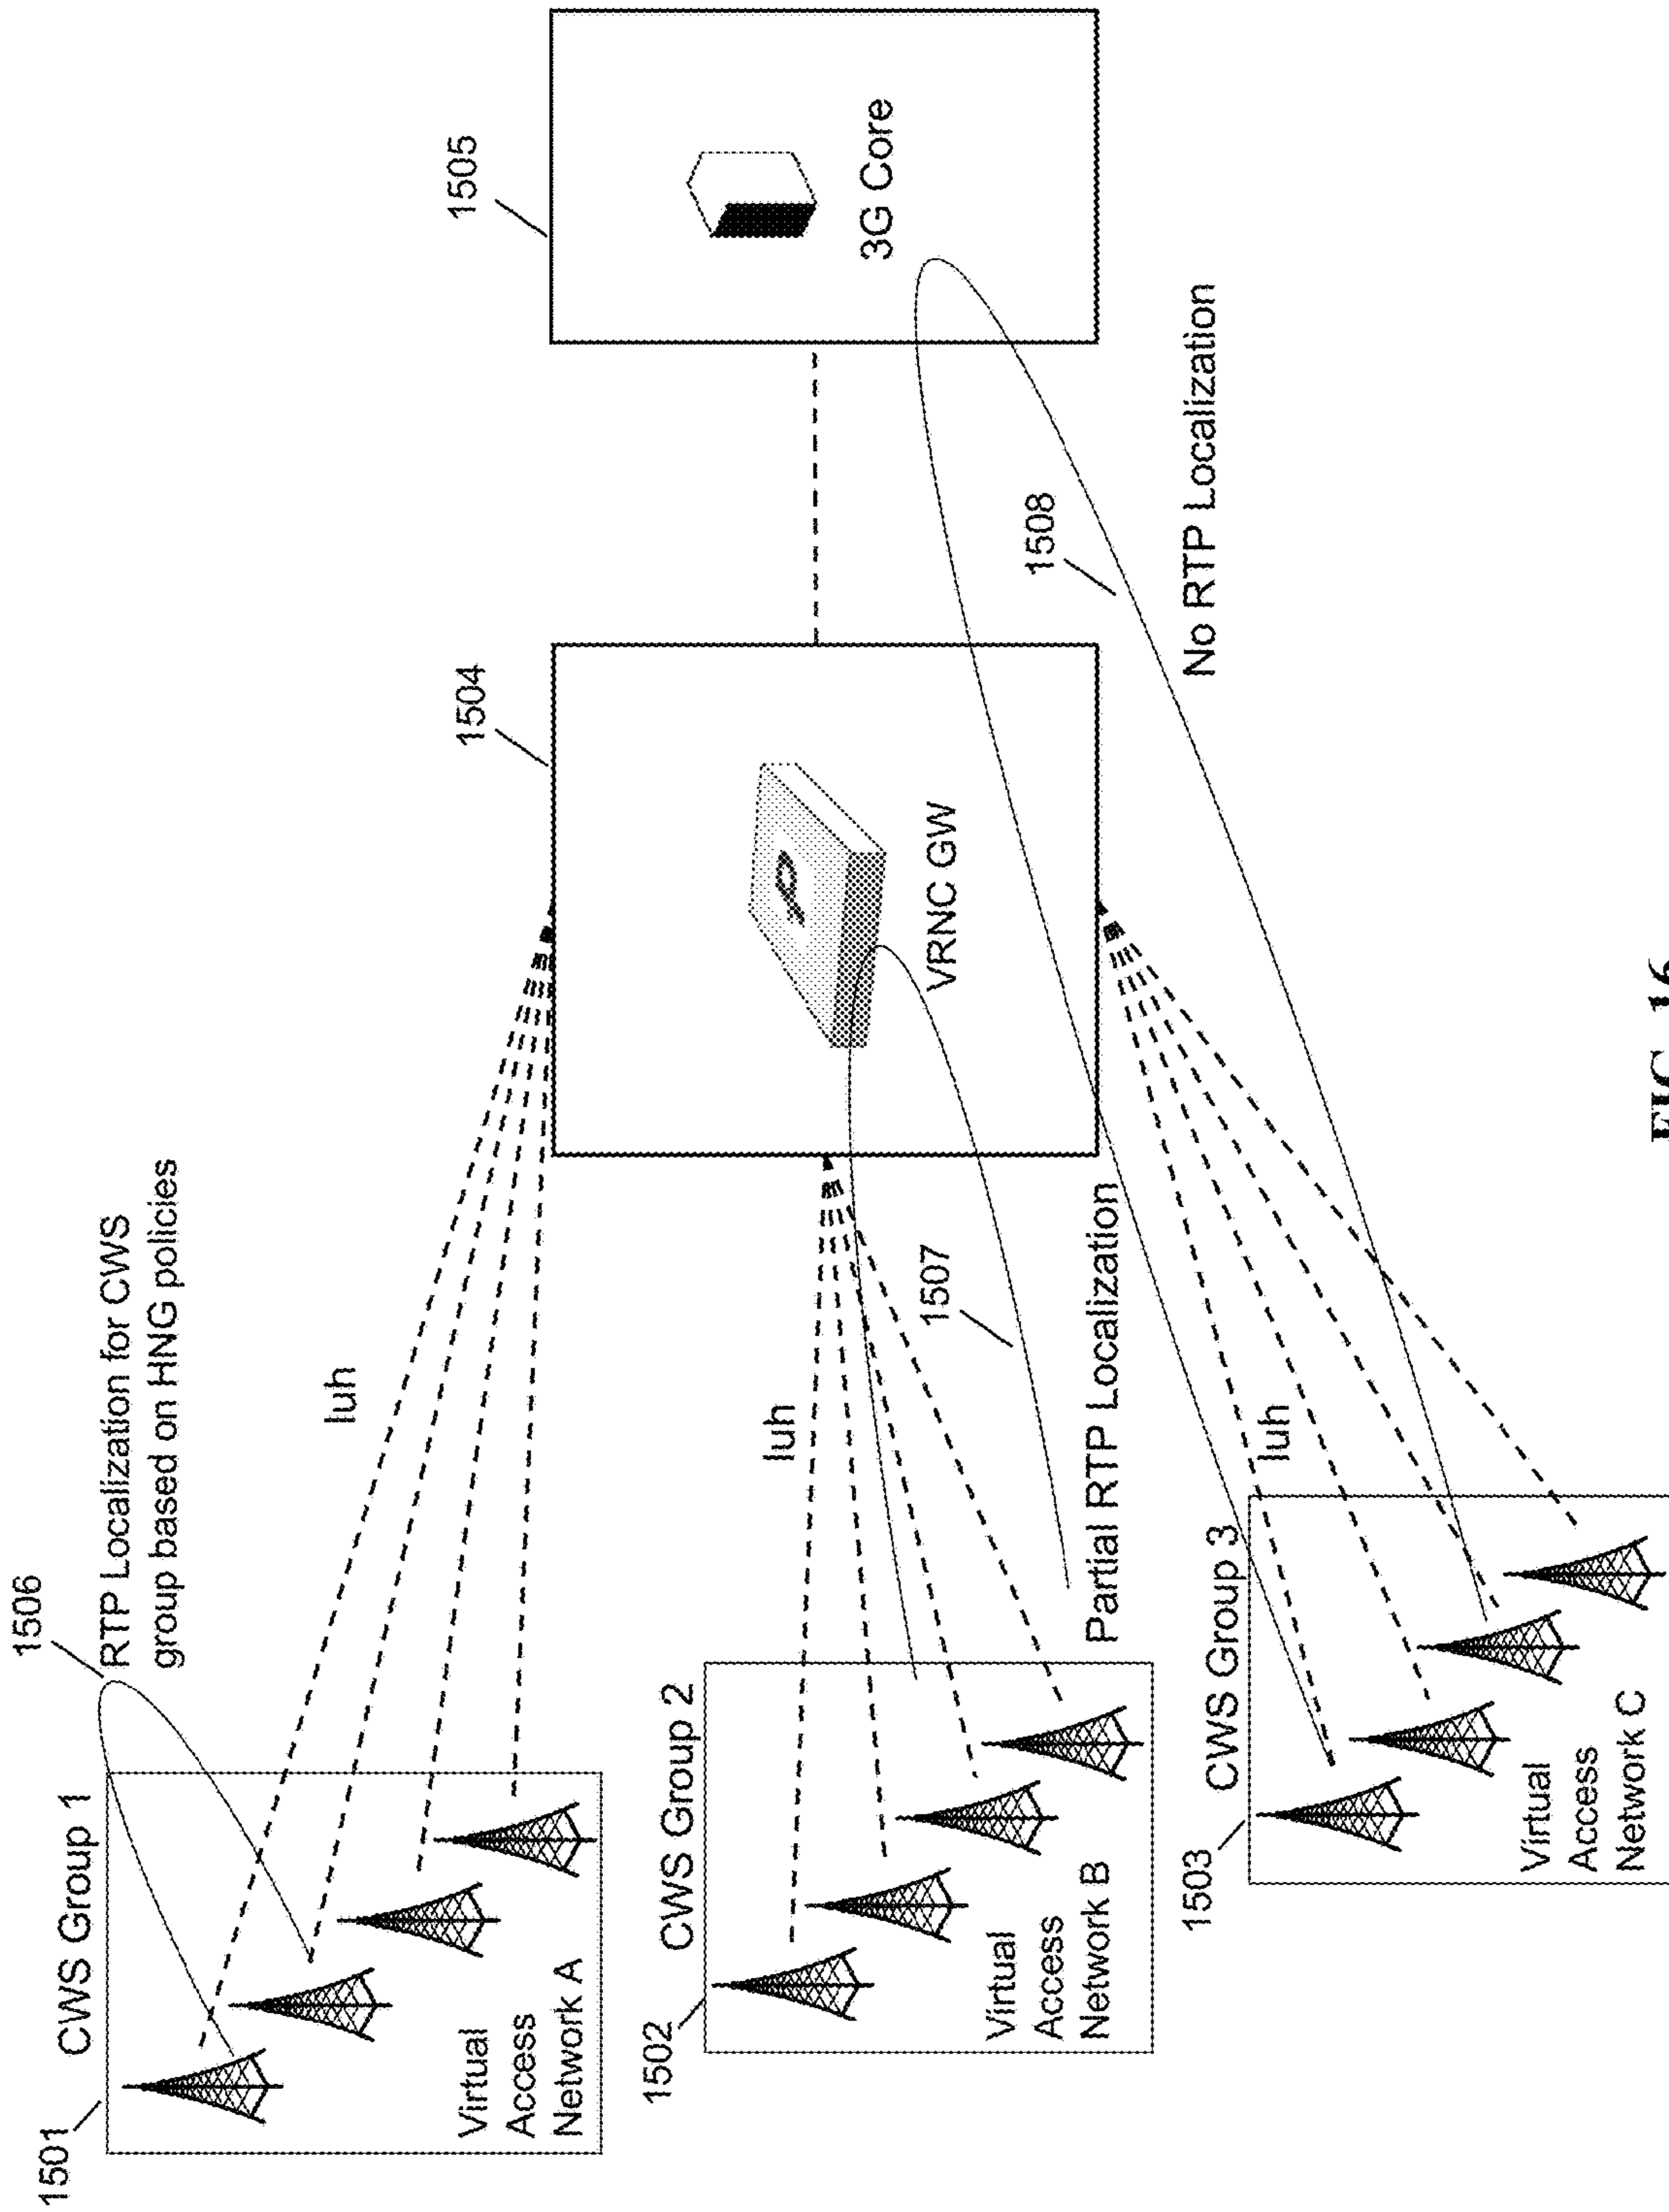 1506
RTP Localization for CWS
group based on HNG policies
1501
CWS Group 1
Iuh
Virtual
Access
Network A
1504
1505
VRNC GW
3G Core
1502
CWS Group 2
Iuh
1507
Virtual
Access
Network B
Partial RTP Localization
1508
No RTP Localization
1503
CWS Group 3
Iuh
Virtual
Access
Network C
FIG. 16